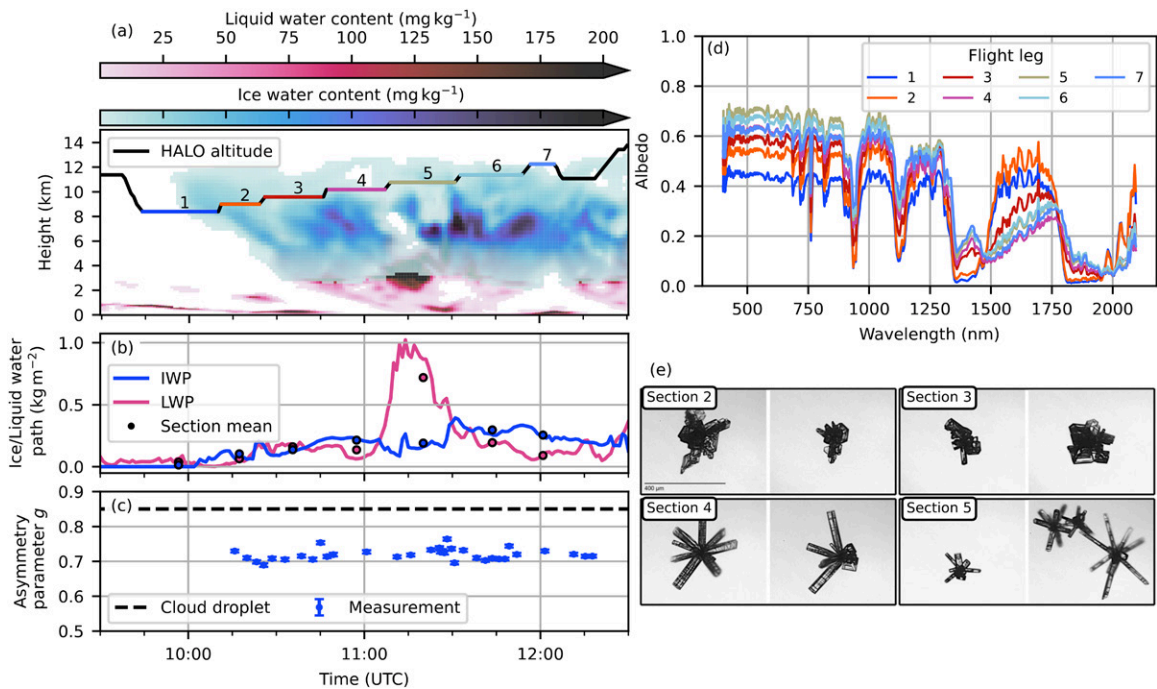 (a)
Liquid water content (mg kg⁻¹)
0 25 50 75 100 125 150 175 200
Ice water content (mg kg⁻¹)
14
12
10
8
6
4
2
0
Height (km)
HALO altitude
1 2 3 4 5 6 7
(b)
1.0
0.5
0.0
Ice/Liquid water
path (kg m⁻²)
IWP
LWP
Section mean
(c)
0.9
0.8
0.7
0.6
0.5
Asymmetry
parameter g
Cloud droplet
Measurement
10:00 11:00 12:00
Time (UTC)
(d)
Flight leg
1 3 5 7
2 4 6
1.0
0.8
0.6
0.4
0.2
0.0
Albedo
500 750 1000 1250 1500 1750 2000
Wavelength (nm)
(e)
Section 2
400 µm
Section 3
Section 4
Section 5